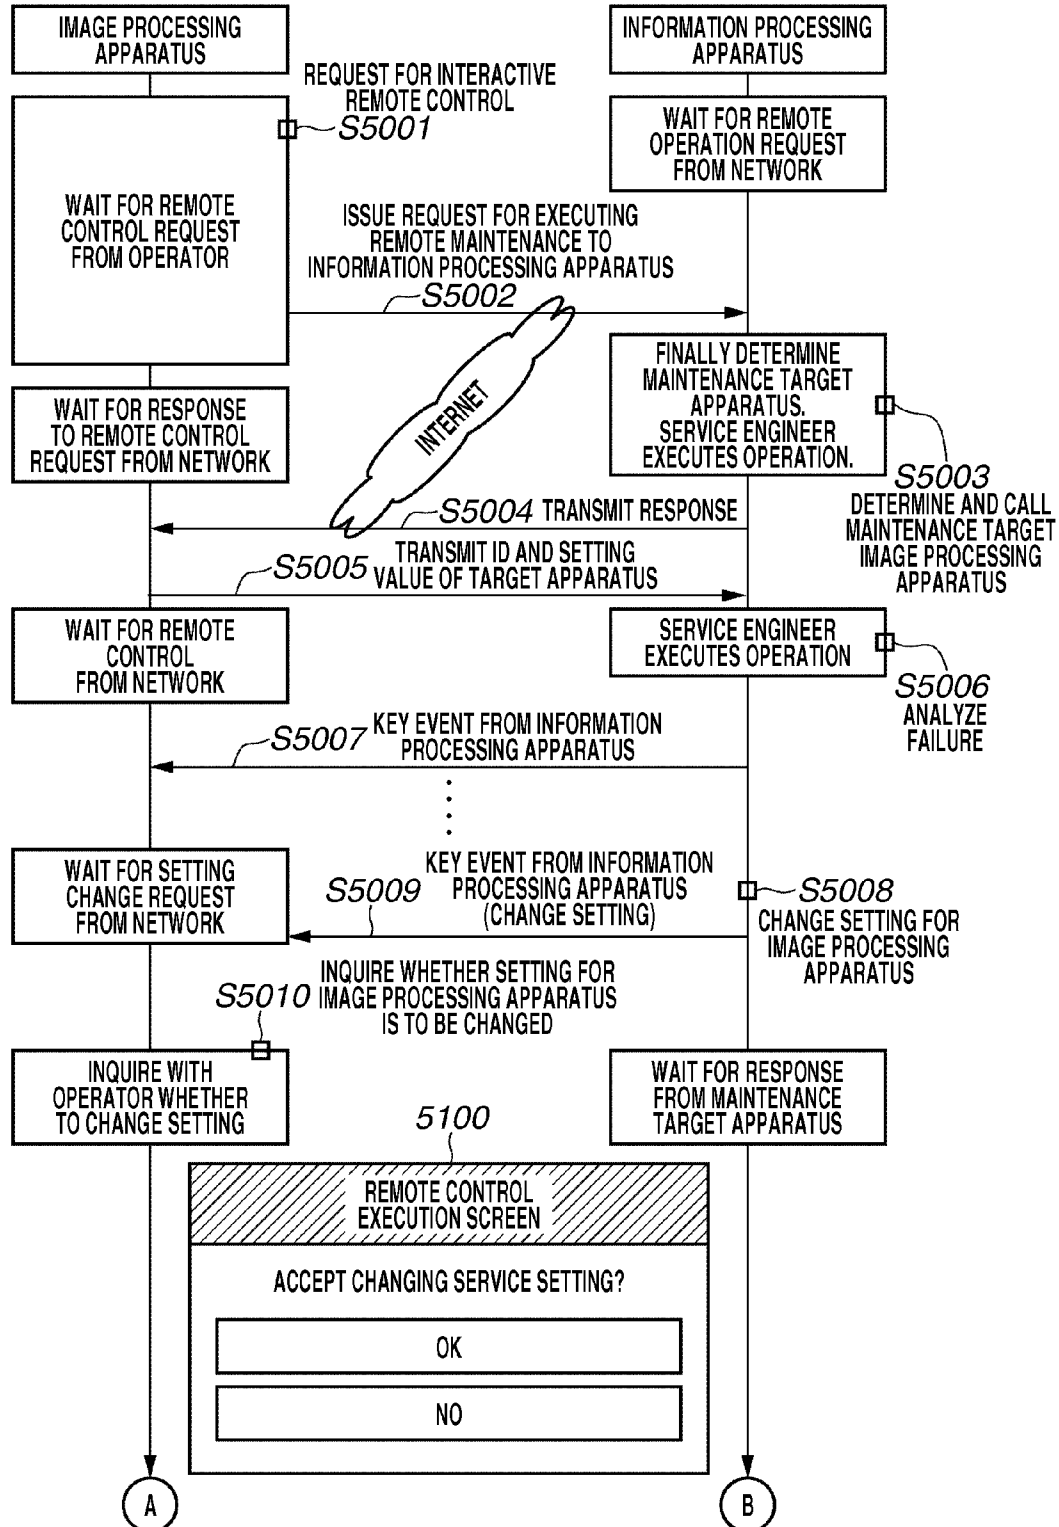 IMAGE PROCESSING
APPARATUS
INFORMATION PROCESSING
APPARATUS
REQUEST FOR INTERACTIVE
REMOTE CONTROL
S5001
WAIT FOR REMOTE
OPERATION REQUEST
FROM NETWORK
WAIT FOR REMOTE
CONTROL REQUEST
FROM OPERATOR
ISSUE REQUEST FOR EXECUTING
REMOTE MAINTENANCE TO
INFORMATION PROCESSING APPARATUS
S5002
FINALLY DETERMINE
MAINTENANCE TARGET
APPARATUS.
SERVICE ENGINEER
EXECUTES OPERATION.
WAIT FOR RESPONSE
TO REMOTE CONTROL
REQUEST FROM NETWORK
INTERNET
S5003
DETERMINE AND CALL
MAINTENANCE TARGET
IMAGE PROCESSING
APPARATUS
S5004 TRANSMIT RESPONSE
S5005 TRANSMIT ID AND SETTING
VALUE OF TARGET APPARATUS
WAIT FOR REMOTE
CONTROL
FROM NETWORK
SERVICE ENGINEER
EXECUTES OPERATION
S5006
ANALYZE
FAILURE
S5007 KEY EVENT FROM INFORMATION
PROCESSING APPARATUS
WAIT FOR SETTING
CHANGE REQUEST
FROM NETWORK
S5009
KEY EVENT FROM INFORMATION
PROCESSING APPARATUS
(CHANGE SETTING)
S5008
CHANGE SETTING FOR
IMAGE PROCESSING
APPARATUS
S5010
INQUIRE WHETHER SETTING FOR
IMAGE PROCESSING APPARATUS
IS TO BE CHANGED
INQUIRE WITH
OPERATOR WHETHER
TO CHANGE SETTING
WAIT FOR RESPONSE
FROM MAINTENANCE
TARGET APPARATUS
5100
REMOTE CONTROL
EXECUTION SCREEN
ACCEPT CHANGING SERVICE SETTING?
OK
NO
A
B